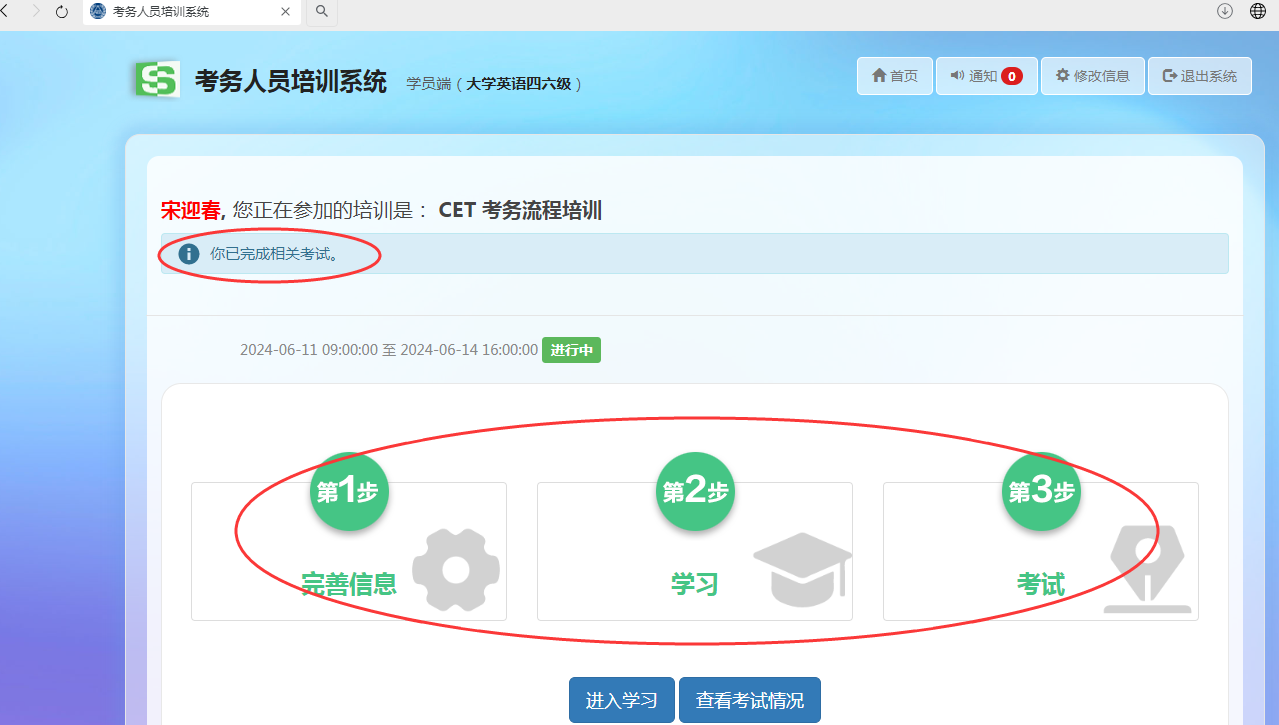 考务人员培训系统
考务人员培训系统 学员端（大学英语四六级） 首页 通知 0 修改信息 退出系统
宋迎春, 您正在参加的培训是： CET 考务流程培训
你已完成相关考试。
2024-06-11 09:00:00 至 2024-06-14 16:00:00 进行中
第1步 第2步 第3步
完善信息 学习 考试
进入学习 查看考试情况